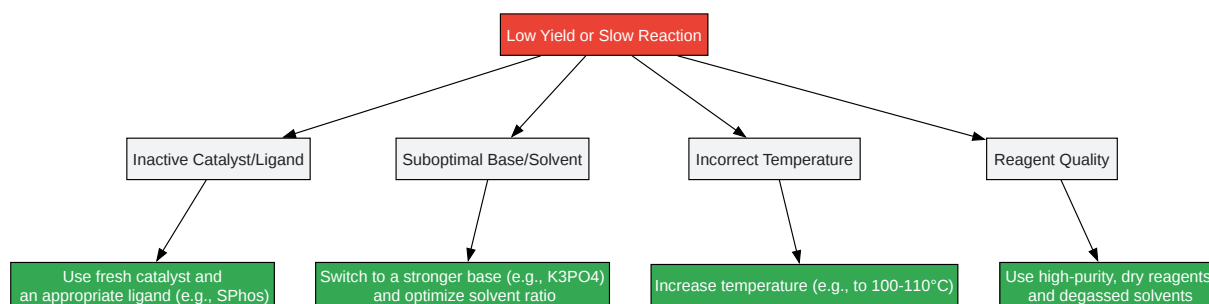 Low Yield or Slow Reaction
Inactive Catalyst/Ligand
Suboptimal Base/Solvent
Incorrect Temperature
Reagent Quality
Use fresh catalyst and
an appropriate ligand (e.g., SPhos)
Switch to a stronger base (e.g., K3PO4)
and optimize solvent ratio
Increase temperature (e.g., to 100-110°C)
Use high-purity, dry reagents
and degassed solvents